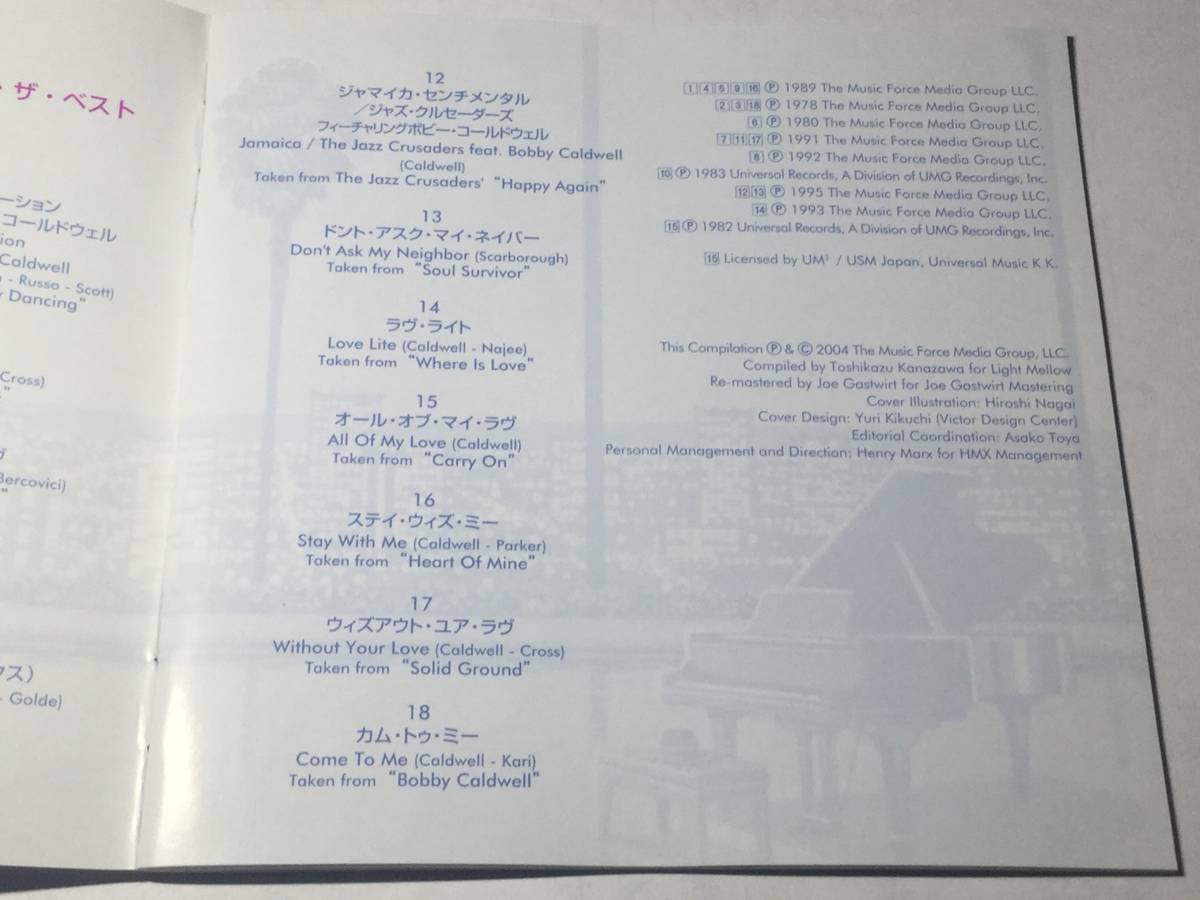 ・ザ・ベスト
ーション
コールドウェル
ion
Caldwell
- Russo - Scott)
Dancing"
Cross)
"
Bercovici)
"
- Golde)
12
ジャマイカ・センチメンタル
／ジャズ・クルセーダーズ
フィーチャリングボビー・コールドウェル
Jamaica / The Jazz Crusaders feat. Bobby Caldwell
(Caldwell)
Taken from The Jazz Crusaders' "Happy Again"
13
ドント・アスク・マイ・ネイバー
Don't Ask My Neighbor (Scarborough)
Taken from "Soul Survivor"
14
ラヴ・ライト
Love Lite (Caldwell - Najee)
Taken from "Where Is Love"
15
オール・オブ・マイ・ラヴ
All Of My Love (Caldwell)
Taken from "Carry On"
16
ステイ・ウィズ・ミー
Stay With Me (Caldwell - Parker)
Taken from "Heart Of Mine"
17
ウィズアウト・ユア・ラヴ
Without Your Love (Caldwell - Cross)
Taken from "Solid Ground"
18
カム・トゥ・ミー
Come To Me (Caldwell - Kari)
Taken from "Bobby Caldwell"
1 4 5 9 16 Ⓟ 1989 The Music Force Media Group LLC.
2 3 18 Ⓟ 1978 The Music Force Media Group LLC.
6 Ⓟ 1980 The Music Force Media Group LLC.
7 11 17 Ⓟ 1991 The Music Force Media Group LLC.
8 Ⓟ 1992 The Music Force Media Group LLC.
10 Ⓟ 1983 Universal Records, A Division of UMG Recordings, Inc.
12 13 Ⓟ 1995 The Music Force Media Group LLC.
14 Ⓟ 1993 The Music Force Media Group LLC.
15 Ⓟ 1982 Universal Records, A Division of UMG Recordings, Inc.
15 Licensed by UM³ / USM Japan, Universal Music K.K.
This Compilation Ⓟ & © 2004 The Music Force Media Group, LLC.
Compiled by Toshikazu Kanazawa for Light Mellow
Re-mastered by Joe Gastwirt for Joe Gastwirt Mastering
Cover Illustration: Hiroshi Nagai
Cover Design: Yuri Kikuchi (Victor Design Center)
Editorial Coordination: Asako Toya
Personal Management and Direction: Henry Marx for HMX Management